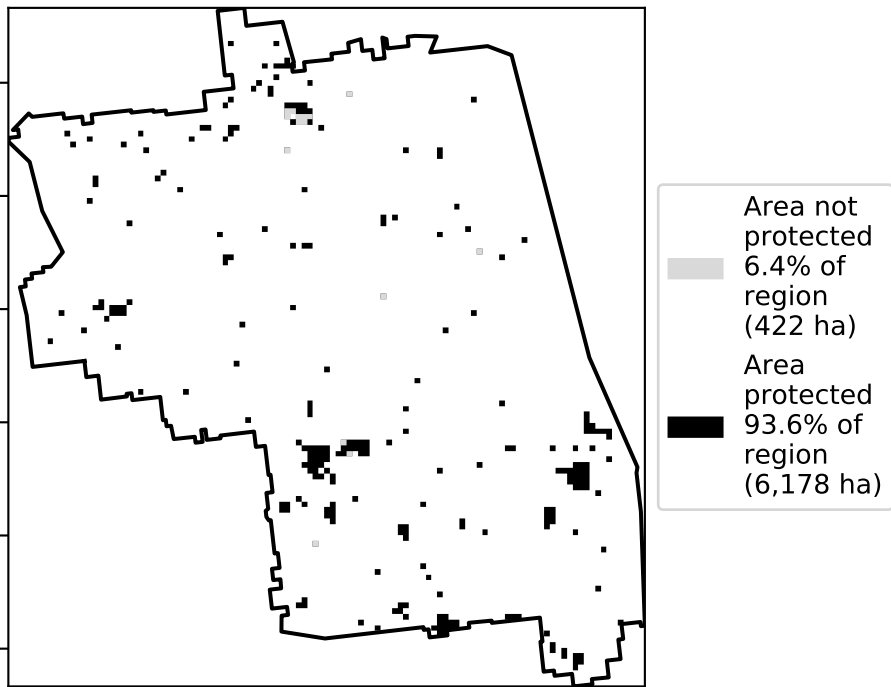 Area not
protected
6.4% of
region
(422 ha)
Area
protected
93.6% of
region
(6,178 ha)